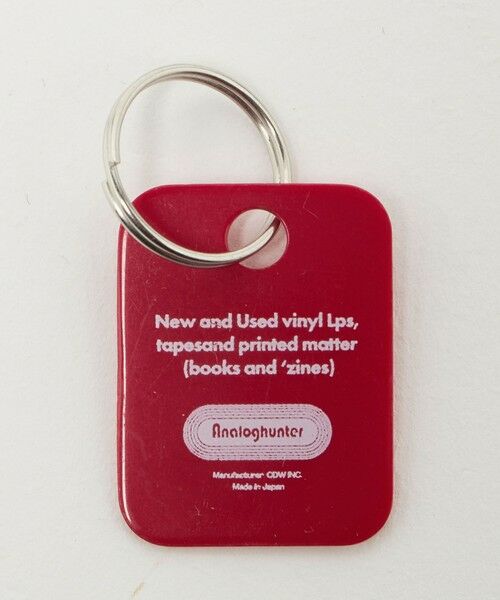 New and Used vinyl Lps,
tapesand printed matter
(books and ‘zines)
Analoghunter
Manufacturer CDW INC.
Made in Japan